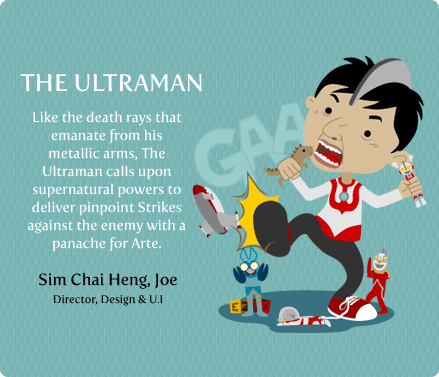 THE ULTRAMAN
Like the death rays that
emanate from his
metallic arms, The
Ultraman calls upon
supernatural powers to
deliver pinpoint Strikes
against the enemy with a
panache for Arte.
GAA
Sim Chai Heng, Joe
Director, Design & U.I